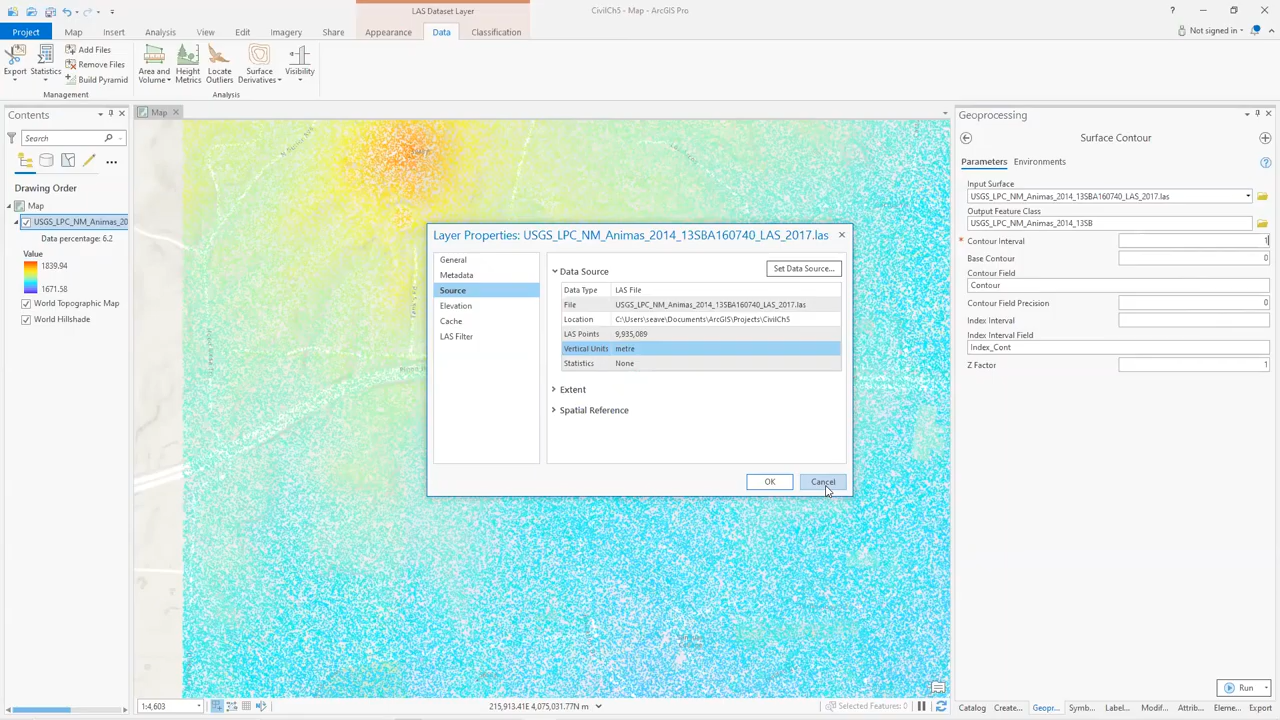 LAS Dataset Layer
CivilCh5 - Map - ArcGIS Pro
Project Map Insert Analysis View Edit Imagery Share Appearance Data Classification
Not signed in
Export Statistics
Add Files
Remove Files
Build Pyramid
Area and Volume
Height Metrics
Locate Outliers
Surface Derivatives
Visibility
Management
Analysis
Contents
Search
Drawing Order
Map
USGS_LPC_NM_Animas_20
Data percentage: 6.2
Value
1839.94
1671.58
World Topographic Map
World Hillshade
Map
Layer Properties: USGS_LPC_NM_Animas_2014_13SBA160740_LAS_2017.las
General
Metadata
Source
Elevation
Cache
LAS Filter
Data Source
Set Data Source...
Data Type LAS File
File USGS_LPC_NM_Animas_2014_13SBA160740_LAS_2017.las
Location C:\Users\seave\Documents\ArcGIS\Projects\CivilCh5
LAS Points 9,935,089
Vertical Units metre
Statistics None
Extent
Spatial Reference
OK
Cancel
Geoprocessing
Surface Contour
Parameters Environments
Input Surface
USGS_LPC_NM_Animas_2014_13SBA160740_LAS_2017.las
Output Feature Class
USGS_LPC_NM_Animas_2014_13SB
* Contour Interval 1
Base Contour 0
Contour Field
Contour
Contour Field Precision 0
Index Interval
Index Interval Field
Index_Cont
Z Factor 1
Run
1:4,603
215,913.41E 4,075,031.77N m
Selected Features: 0
Catalog Create... Geopr... Symb... Label... Modif... Attrib... Eleme... Export